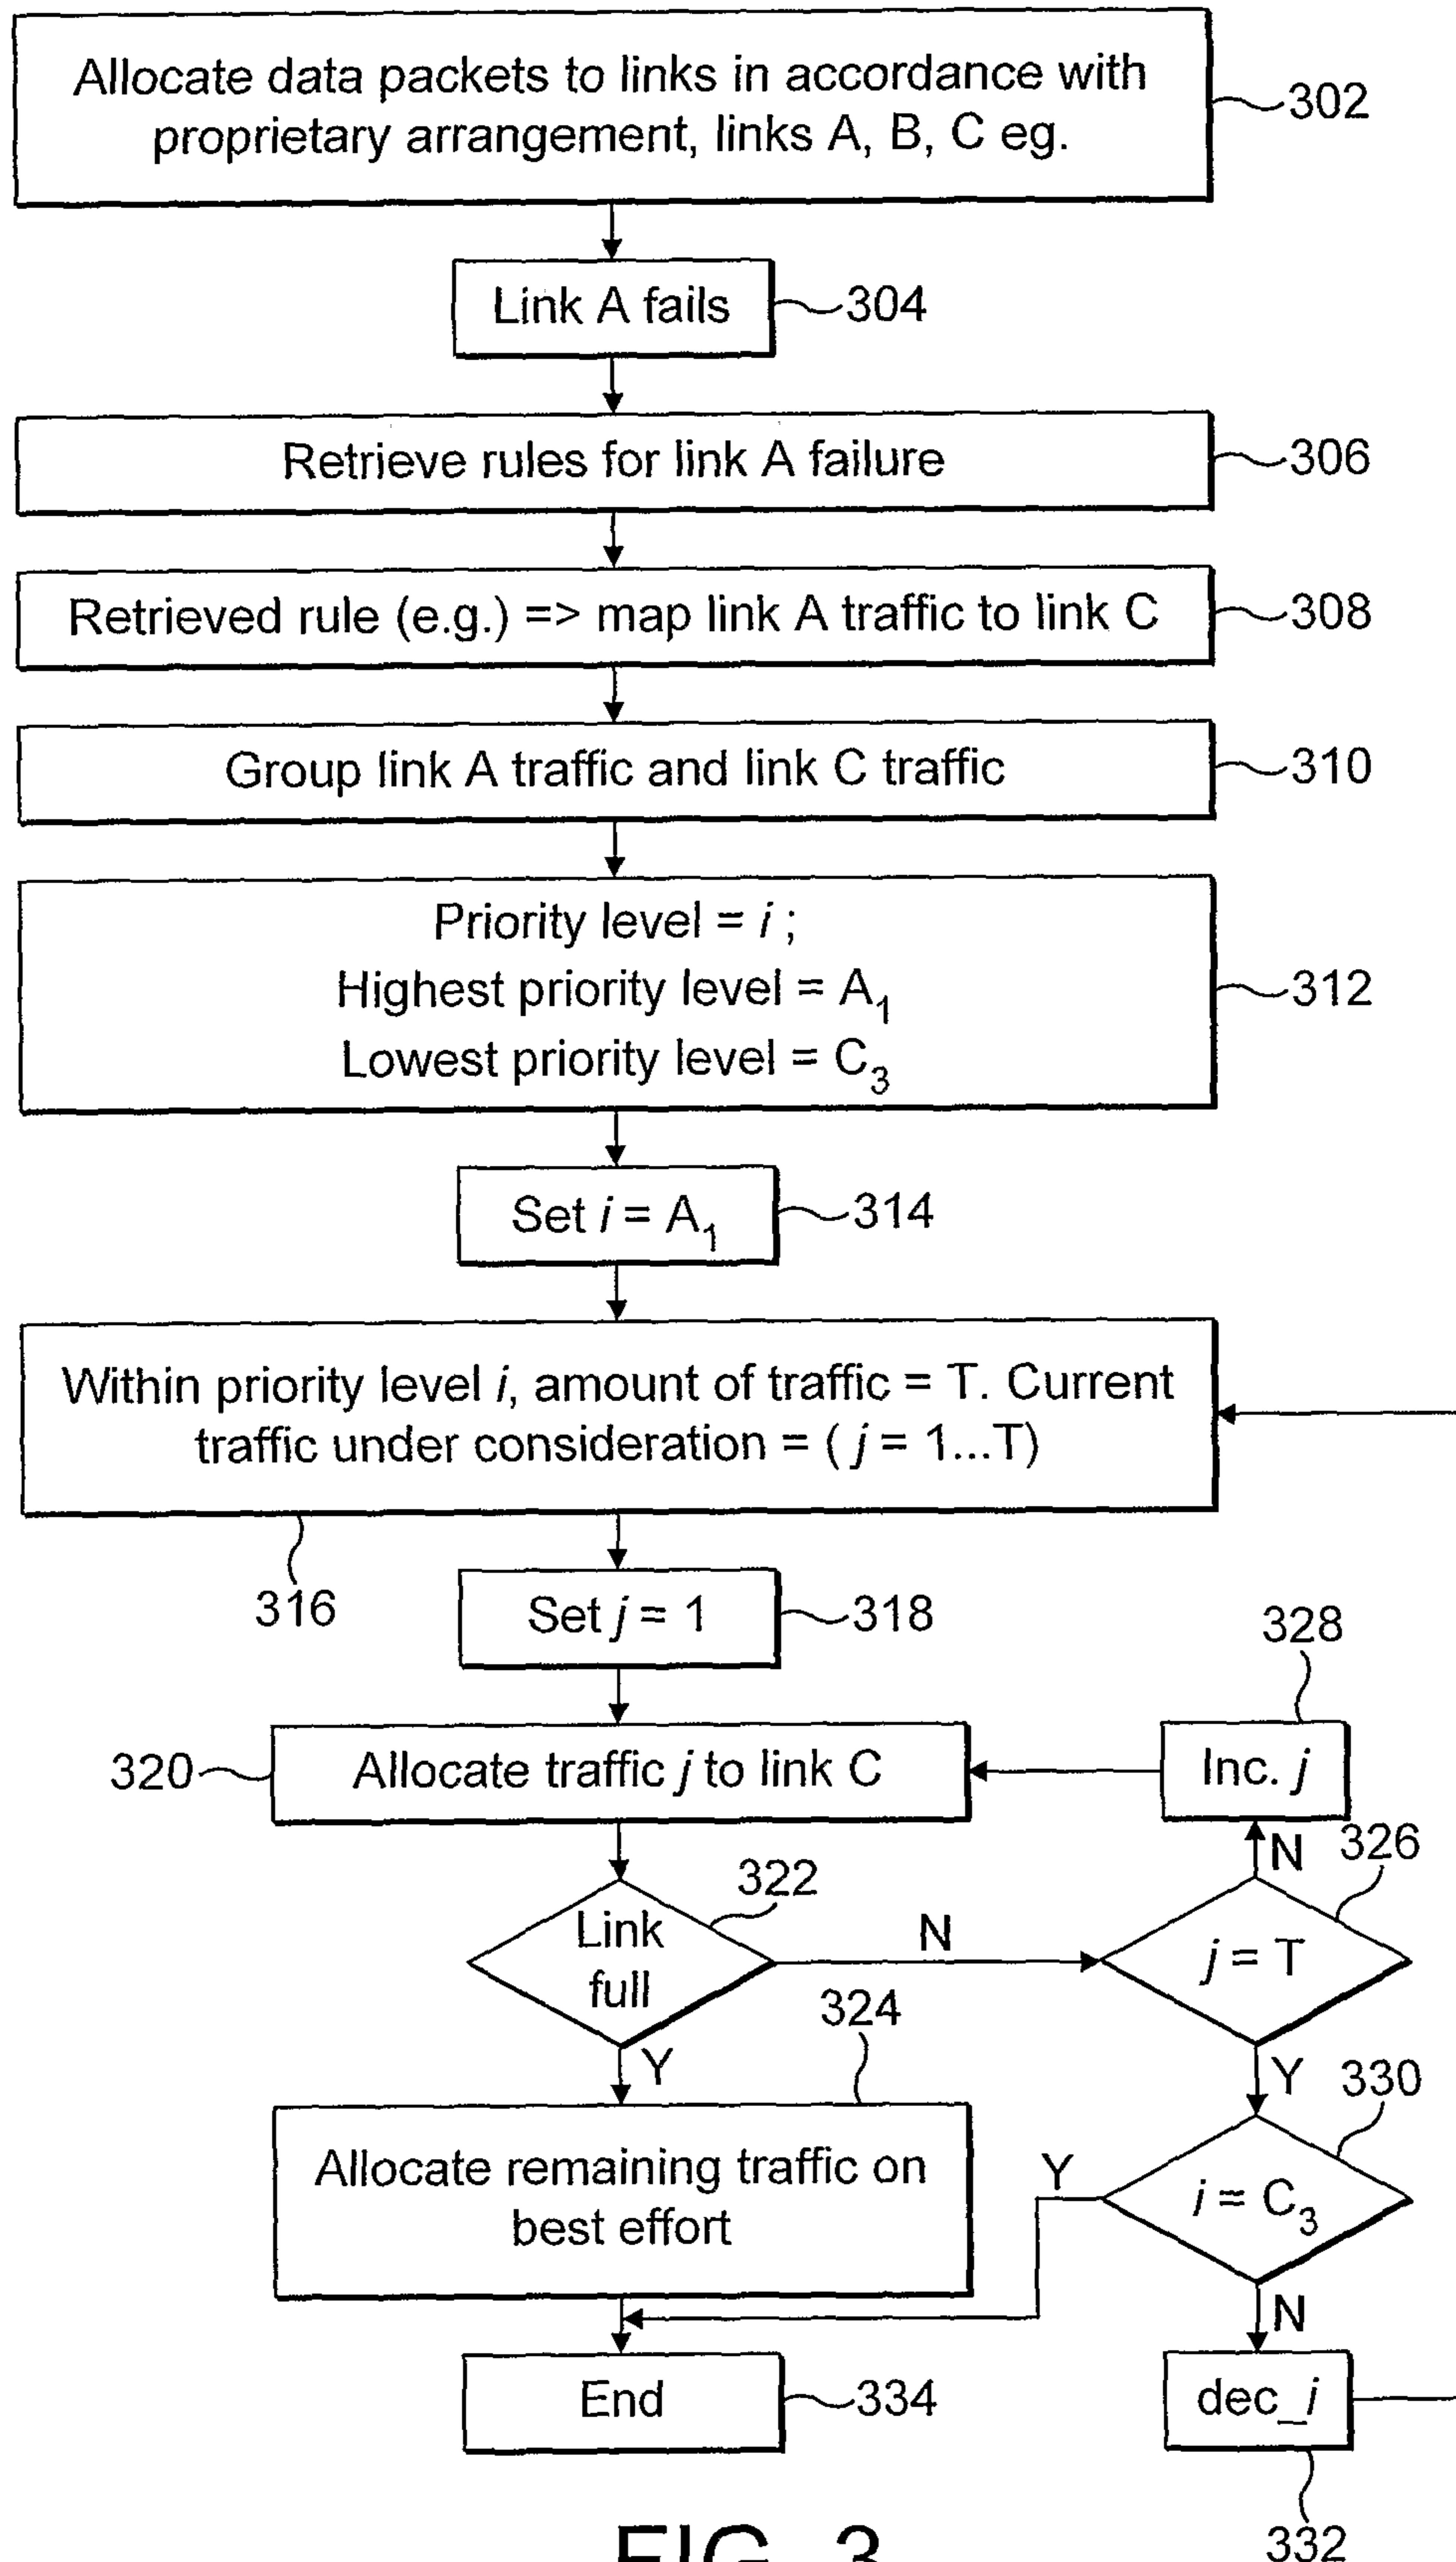 Allocate data packets to links in accordance with
proprietary arrangement, links A, B, C eg.
302
Link A fails
304
Retrieve rules for link A failure
306
Retrieved rule (e.g.) => map link A traffic to link C
308
Group link A traffic and link C traffic
310
Priority level = i ;
Highest priority level = A1
Lowest priority level = C3
312
Set i = A1
314
Within priority level i, amount of traffic = T. Current
traffic under consideration = ( j = 1...T)
316
Set j = 1
318
328
320
Allocate traffic j to link C
Inc. j
N
326
322
Link
full
N
j = T
324
Y
Y
330
Allocate remaining traffic on
best effort
Y
i = C3
N
End
334
dec_i
332
FIG. 3